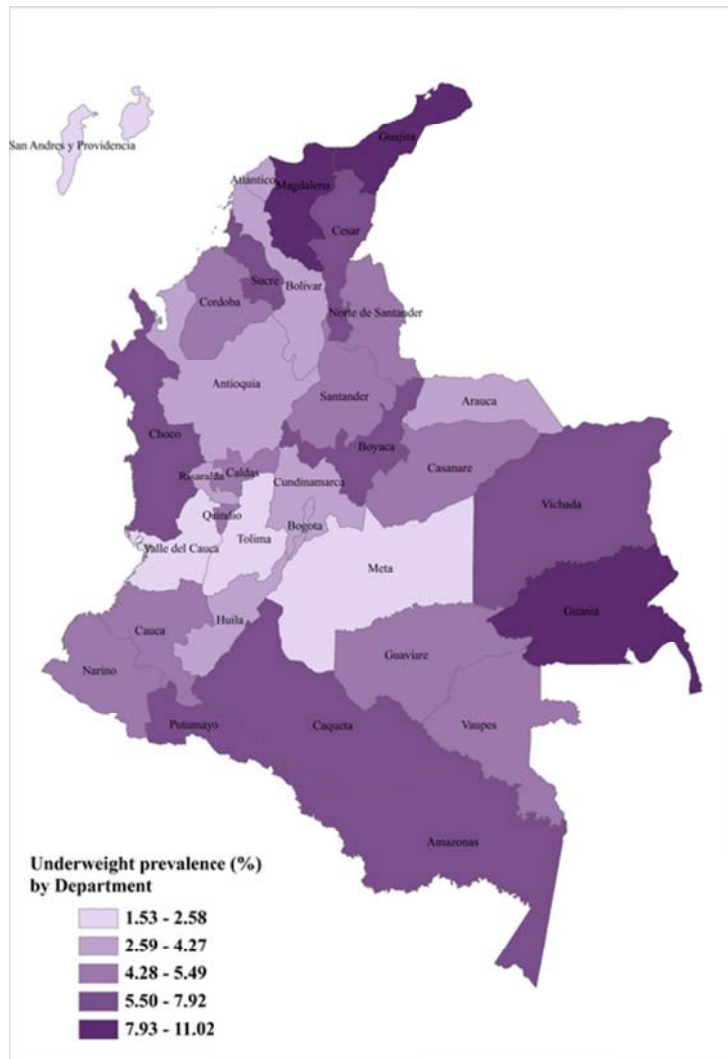 San Andres y Providencia
Guajira
Atlantico
Magdalena
Cesar
Sucre
Bolivar
Cordoba
Norte de Santander
Antioquia
Santander
Arauca
Choco
Boyaca
Casanare
Risaralda
Caldas
Cundinamarca
Vichada
Quindio
Bogota
Valle del Cauca
Tolima
Meta
Guania
Huila
Cauca
Guaviare
Narino
Putumayo
Caqueta
Vaupes
Amazonas
Underweight prevalence (%)
by Department
1.53 - 2.58
2.59 - 4.27
4.28 - 5.49
5.50 - 7.92
7.93 - 11.02